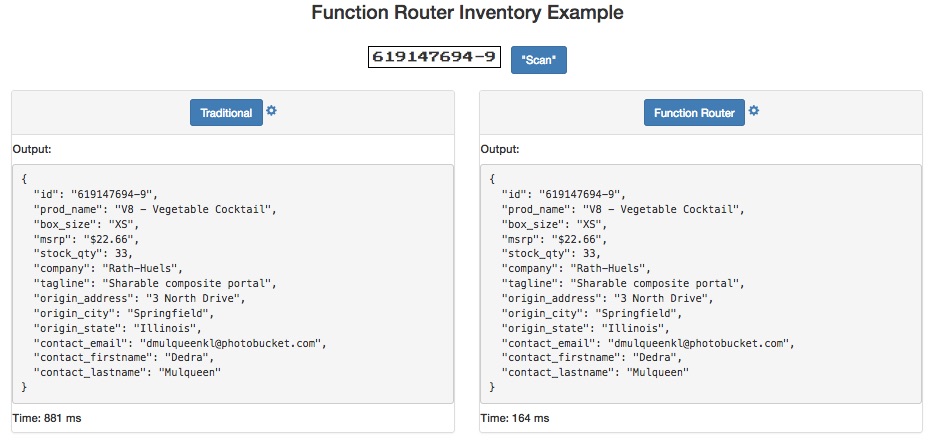 Function Router Inventory Example
619147694-9
"Scan"
Traditional
Output:
{
"id": "619147694-9",
"prod_name": "V8 - Vegetable Cocktail",
"box_size": "XS",
"msrp": "$22.66",
"stock_qty": 33,
"company": "Rath-Huels",
"tagline": "Sharable composite portal",
"origin_address": "3 North Drive",
"origin_city": "Springfield",
"origin_state": "Illinois",
"contact_email": "dmulqueenkl@photobucket.com",
"contact_firstname": "Dedra",
"contact_lastname": "Mulqueen"
}
Time: 881 ms
Function Router
Output:
{
"id": "619147694-9",
"prod_name": "V8 - Vegetable Cocktail",
"box_size": "XS",
"msrp": "$22.66",
"stock_qty": 33,
"company": "Rath-Huels",
"tagline": "Sharable composite portal",
"origin_address": "3 North Drive",
"origin_city": "Springfield",
"origin_state": "Illinois",
"contact_email": "dmulqueenkl@photobucket.com",
"contact_firstname": "Dedra",
"contact_lastname": "Mulqueen"
}
Time: 164 ms